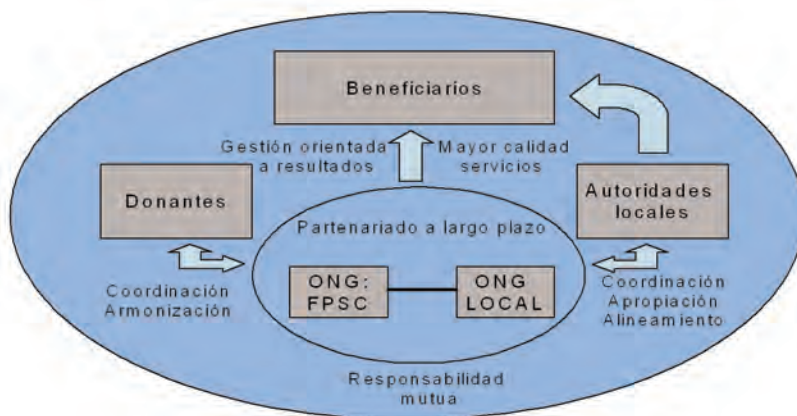 Beneficiarios
Gestión orientada
a resultados
Mayor calidad
servicios
Donantes
Autoridades
locales
Partenariado a largo plazo
ONG:
FPSC
ONG
LOCAL
Coordinación
Armonización
Coordinación
Apropiación
Alineamiento
Responsabilidad
mutua